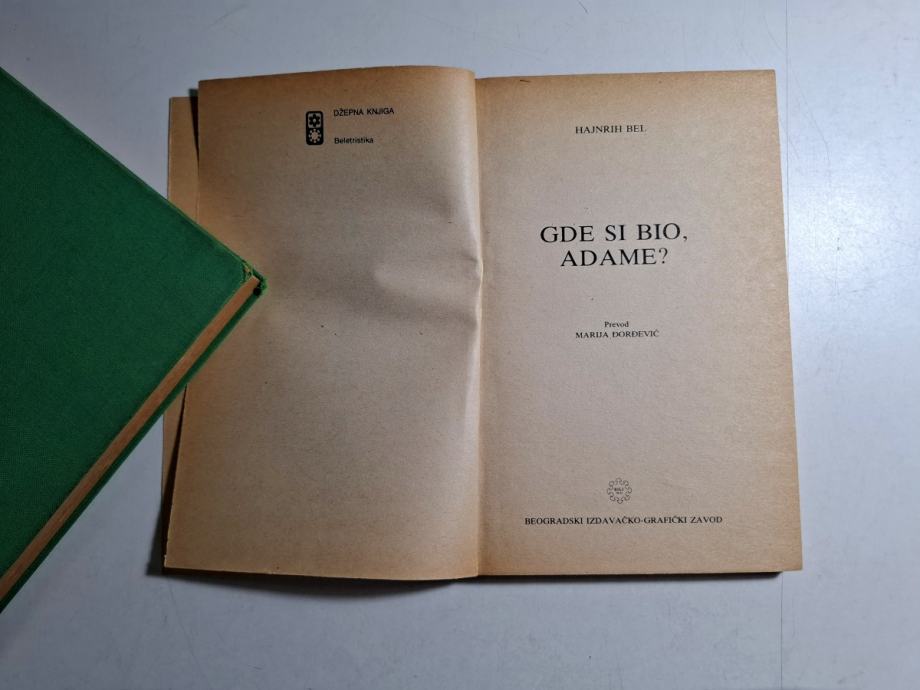 DŽEPNA KNJIGA
Beletristika
HAJNRIH BEL
GDE SI BIO,
ADAME?
Prevod
MARIJA ĐORĐEVIĆ
BEOGRADSKI IZDAVAČKO-GRAFIČKI ZAVOD